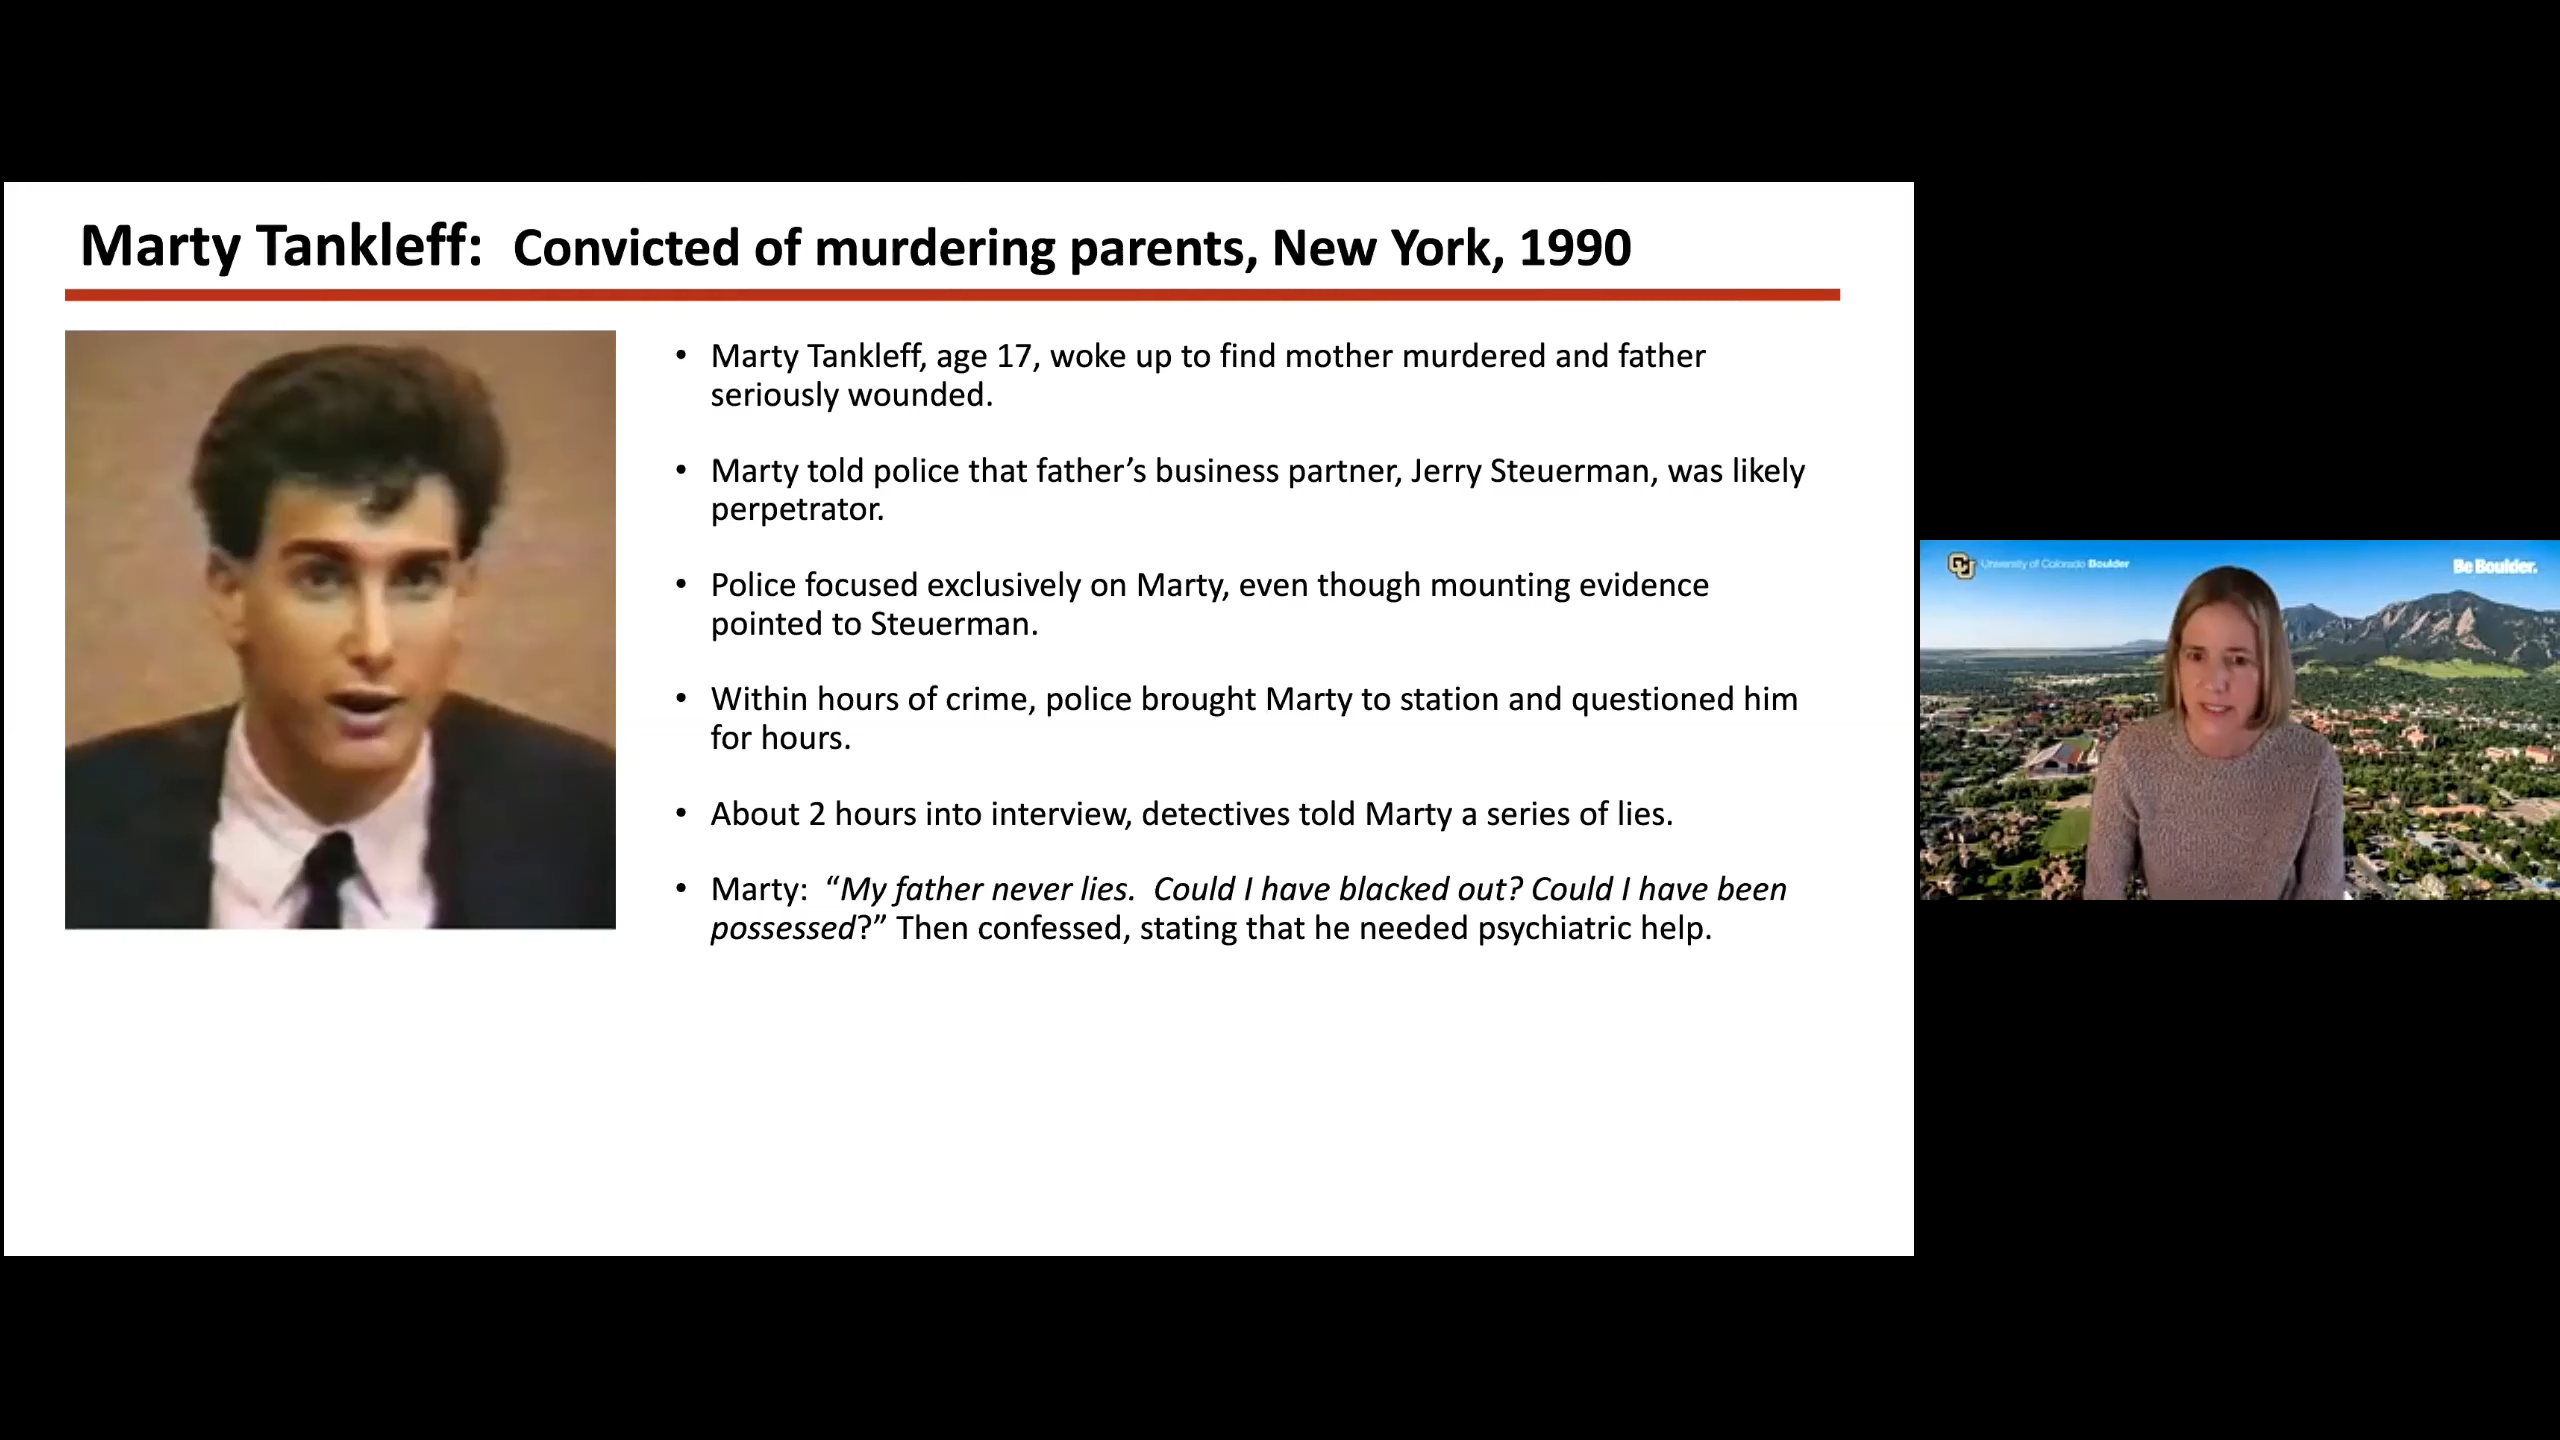 Marty Tankleff: Convicted of murdering parents, New York, 1990
• Marty Tankleff, age 17, woke up to find mother murdered and father
seriously wounded.
• Marty told police that father’s business partner, Jerry Steuerman, was likely
perpetrator.
• Police focused exclusively on Marty, even though mounting evidence
pointed to Steuerman.
• Within hours of crime, police brought Marty to station and questioned him
for hours.
• About 2 hours into interview, detectives told Marty a series of lies.
• Marty: “My father never lies. Could I have blacked out? Could I have been
possessed?” Then confessed, stating that he needed psychiatric help.
CU University of Colorado Boulder
Be Boulder.